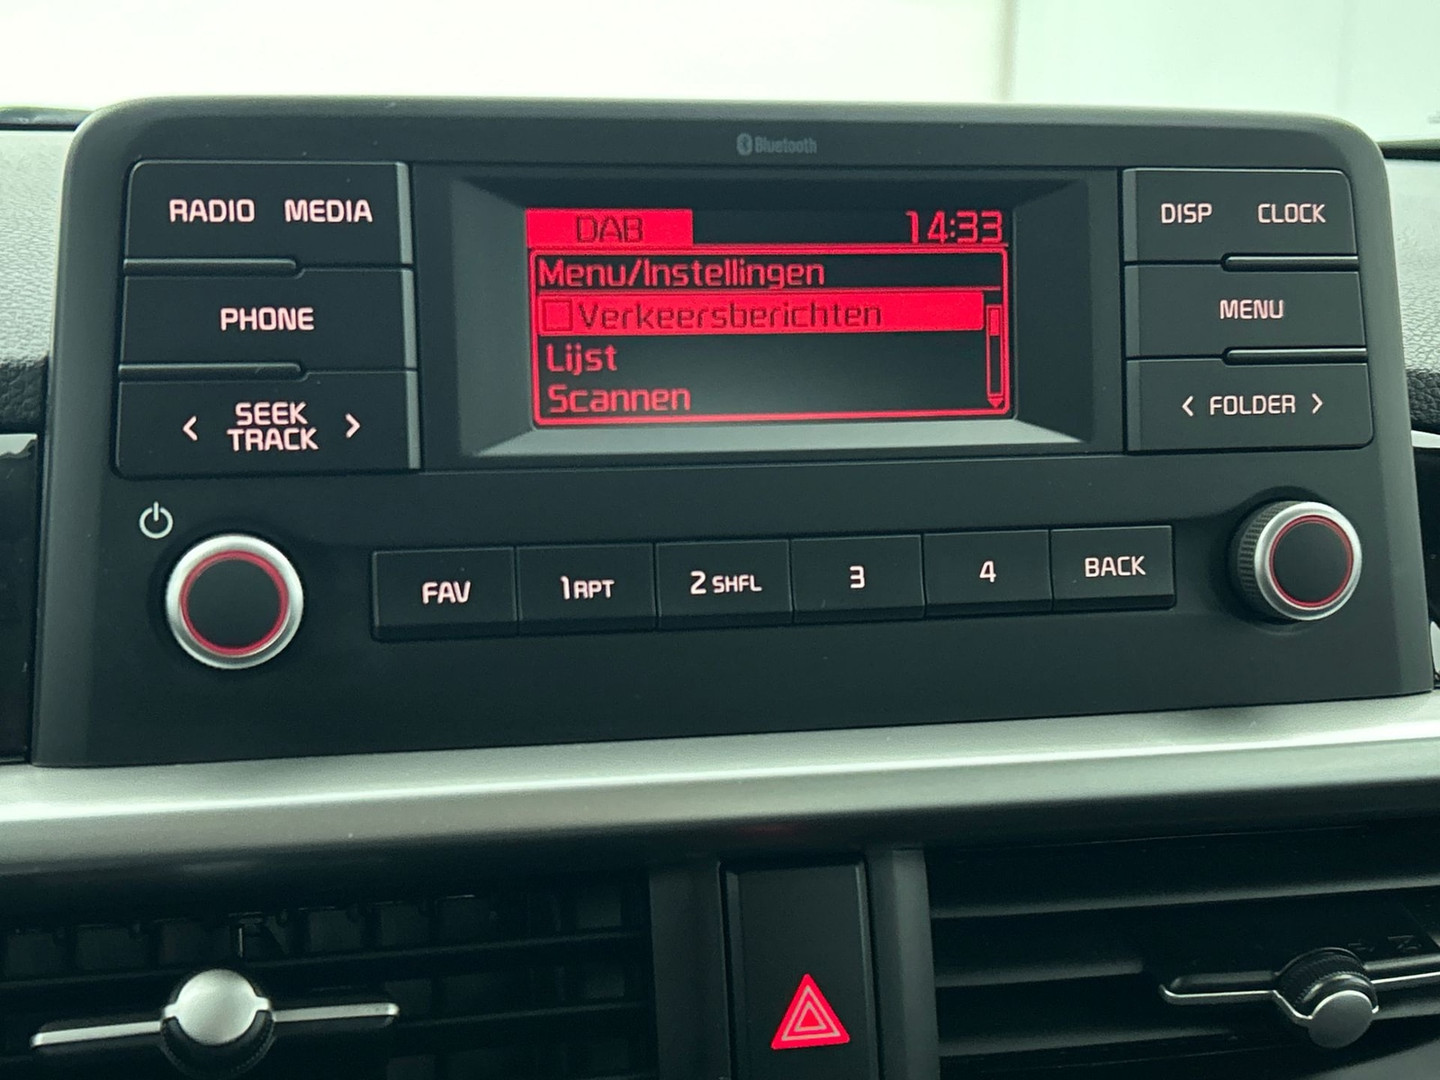 Bluetooth
RADIO MEDIA
PHONE
< SEEK TRACK >
DAB 14:33
Menu/Instellingen
Verkeersberichten
Lijst
Scannen
DISP CLOCK
MENU
< FOLDER >
FAV 1 RPT 2 SHFL 3 4 BACK